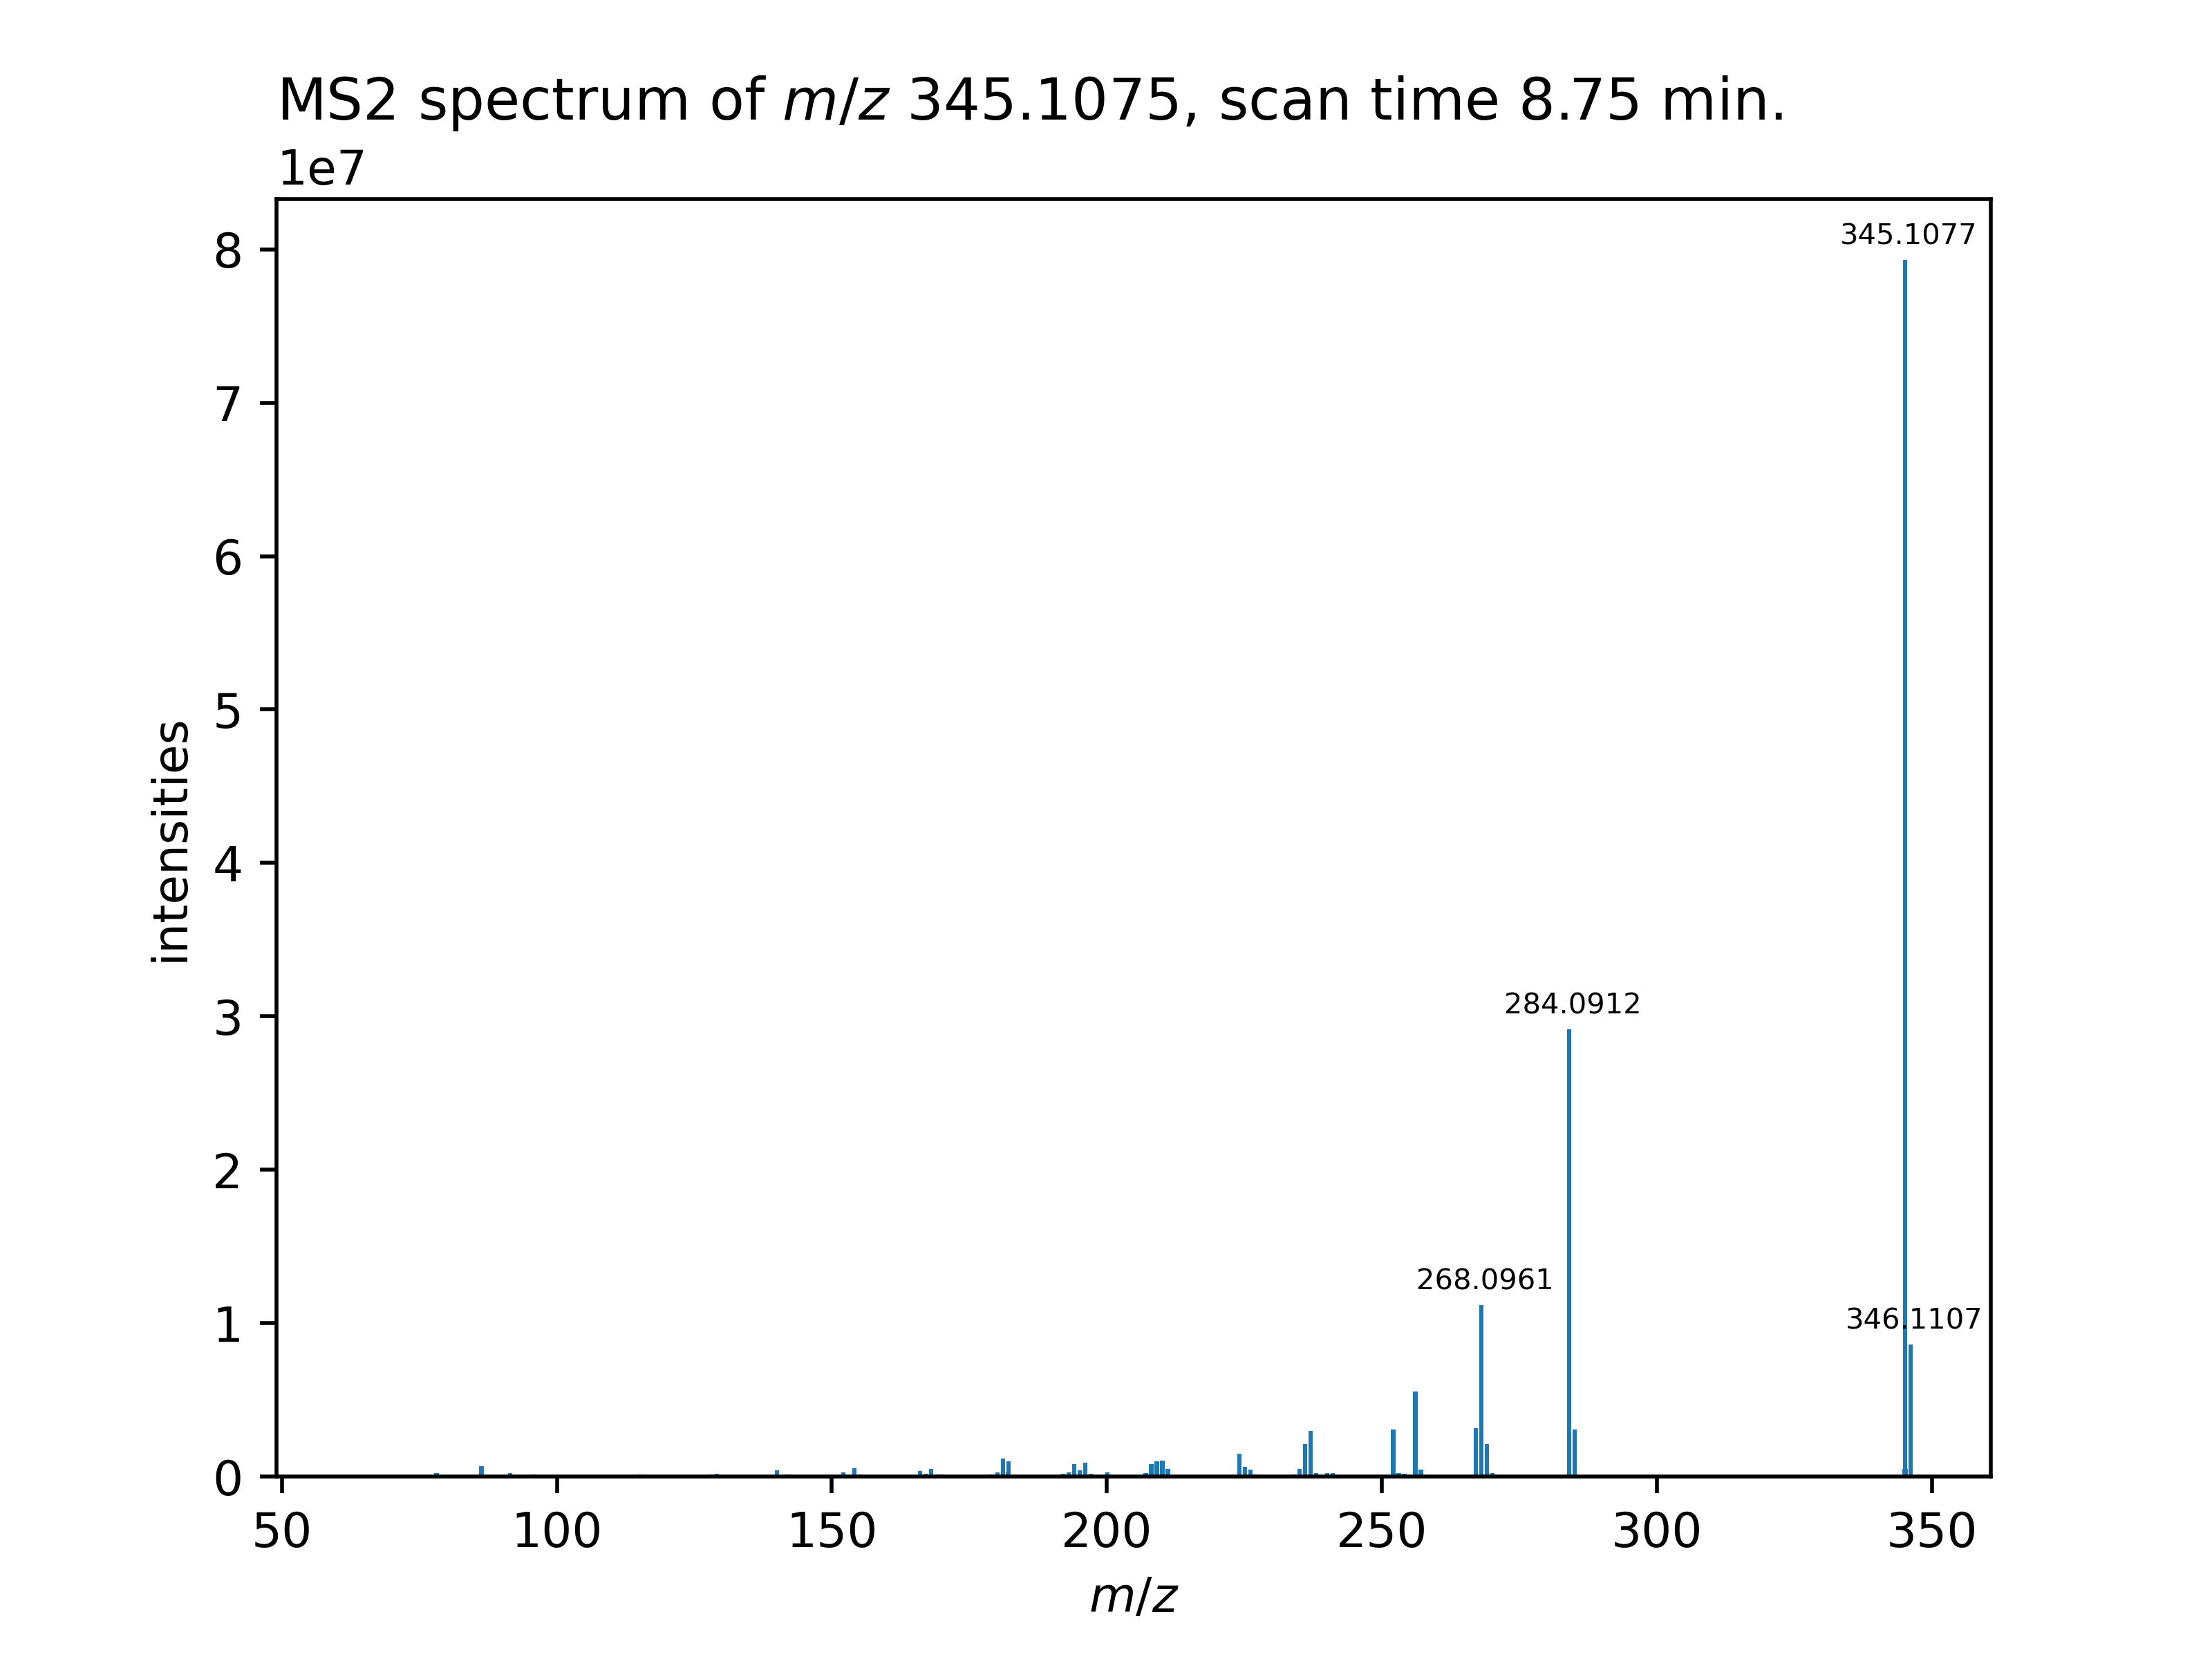 MS2 spectrum of m/z 345.1075, scan time 8.75 min.
1e7
345.1077
8
7
6
5
4
284.0912
3
2
268.0961
346.1107
1
0
intensities
50 100 150 200 250 300 350
m/z